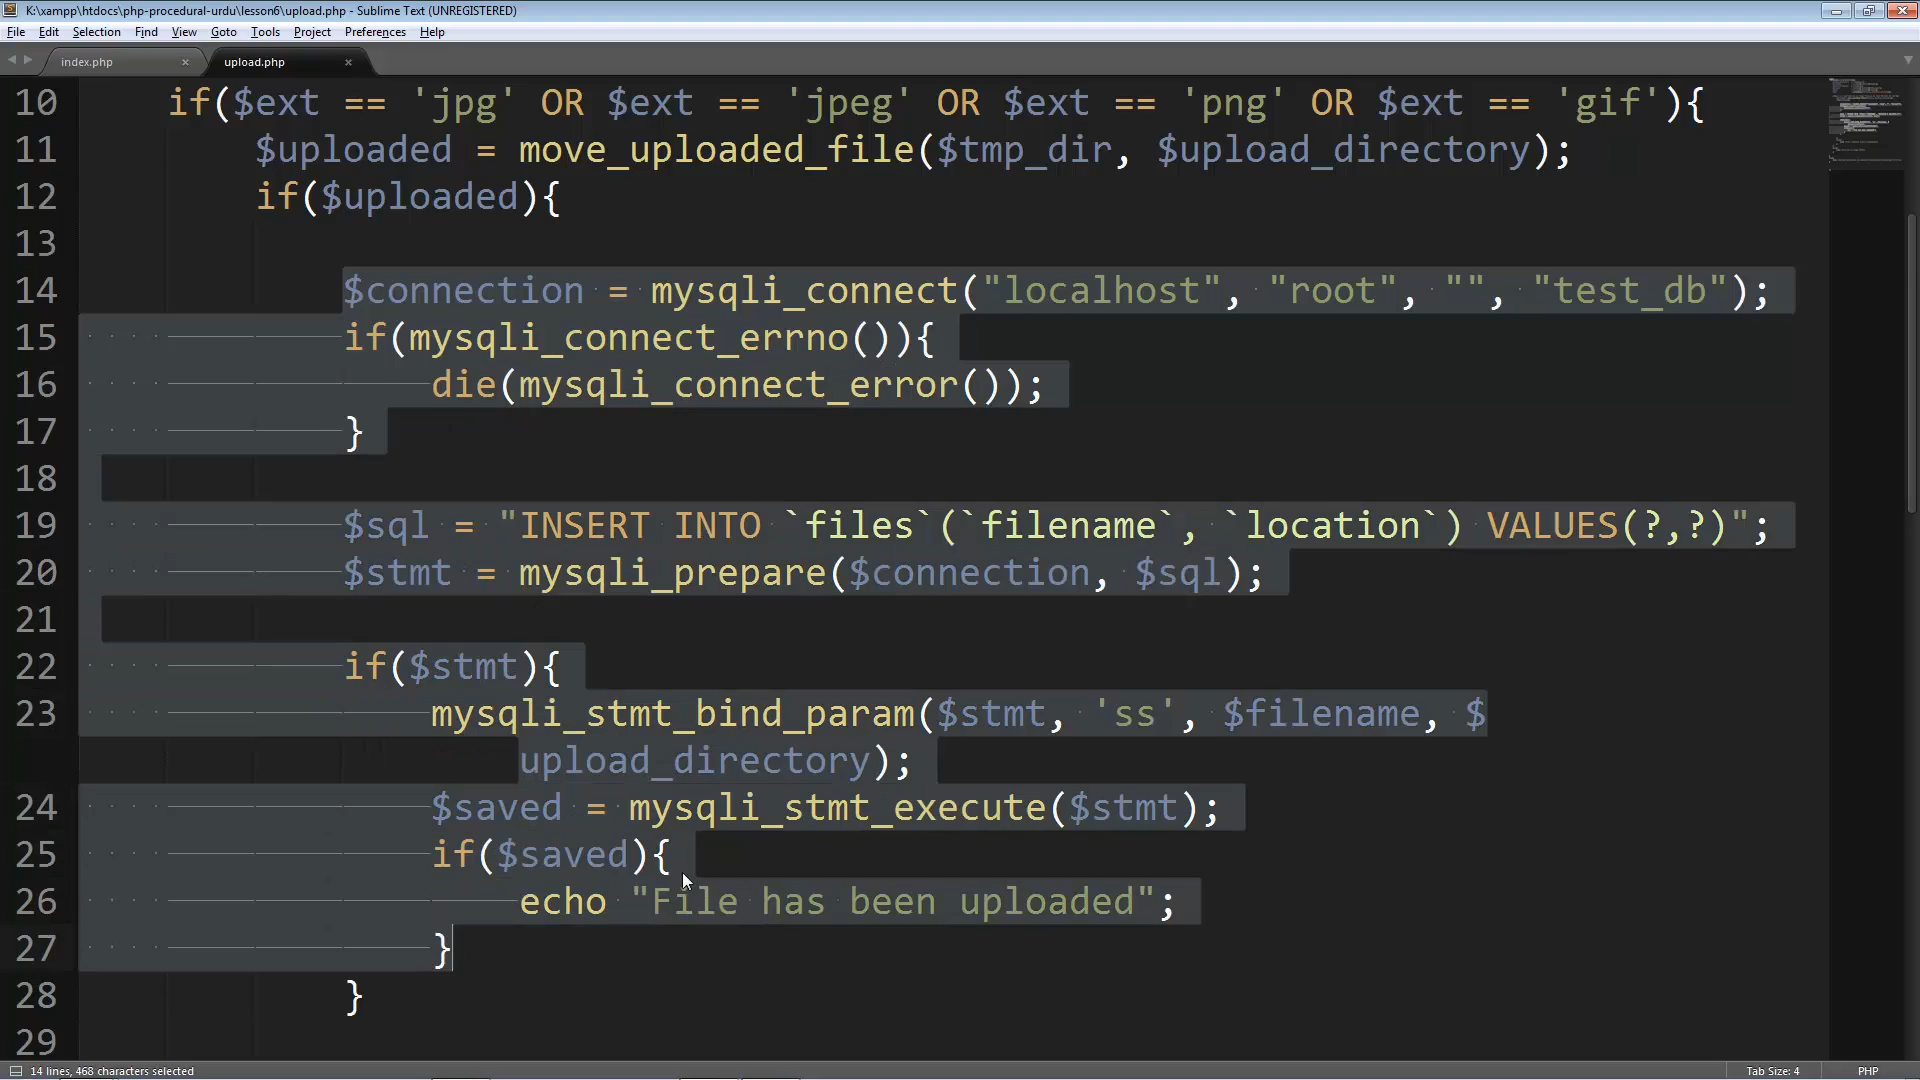 K:\xampp\htdocs\php-procedural-urdu\lesson6\upload.php - Sublime Text (UNREGISTERED)
File Edit Selection Find View Goto Tools Project Preferences Help
index.php × upload.php ×
10 if($ext == 'jpg' OR $ext == 'jpeg' OR $ext == 'png' OR $ext == 'gif'){
11 $uploaded = move_uploaded_file($tmp_dir, $upload_directory);
12 if($uploaded){
13
14 $connection = mysqli_connect("localhost", "root", "", "test_db");
15 if(mysqli_connect_errno()){
16 die(mysqli_connect_error());
17 }
18
19 $sql = "INSERT INTO `files`(`filename`, `location`) VALUES(?,?)";
20 $stmt = mysqli_prepare($connection, $sql);
21
22 if($stmt){
23 mysqli_stmt_bind_param($stmt, 'ss', $filename, $
upload_directory);
24 $saved = mysqli_stmt_execute($stmt);
25 if($saved){
26 echo "File has been uploaded";
27 }
28 }
29
14 lines, 468 characters selected Tab Size: 4 PHP